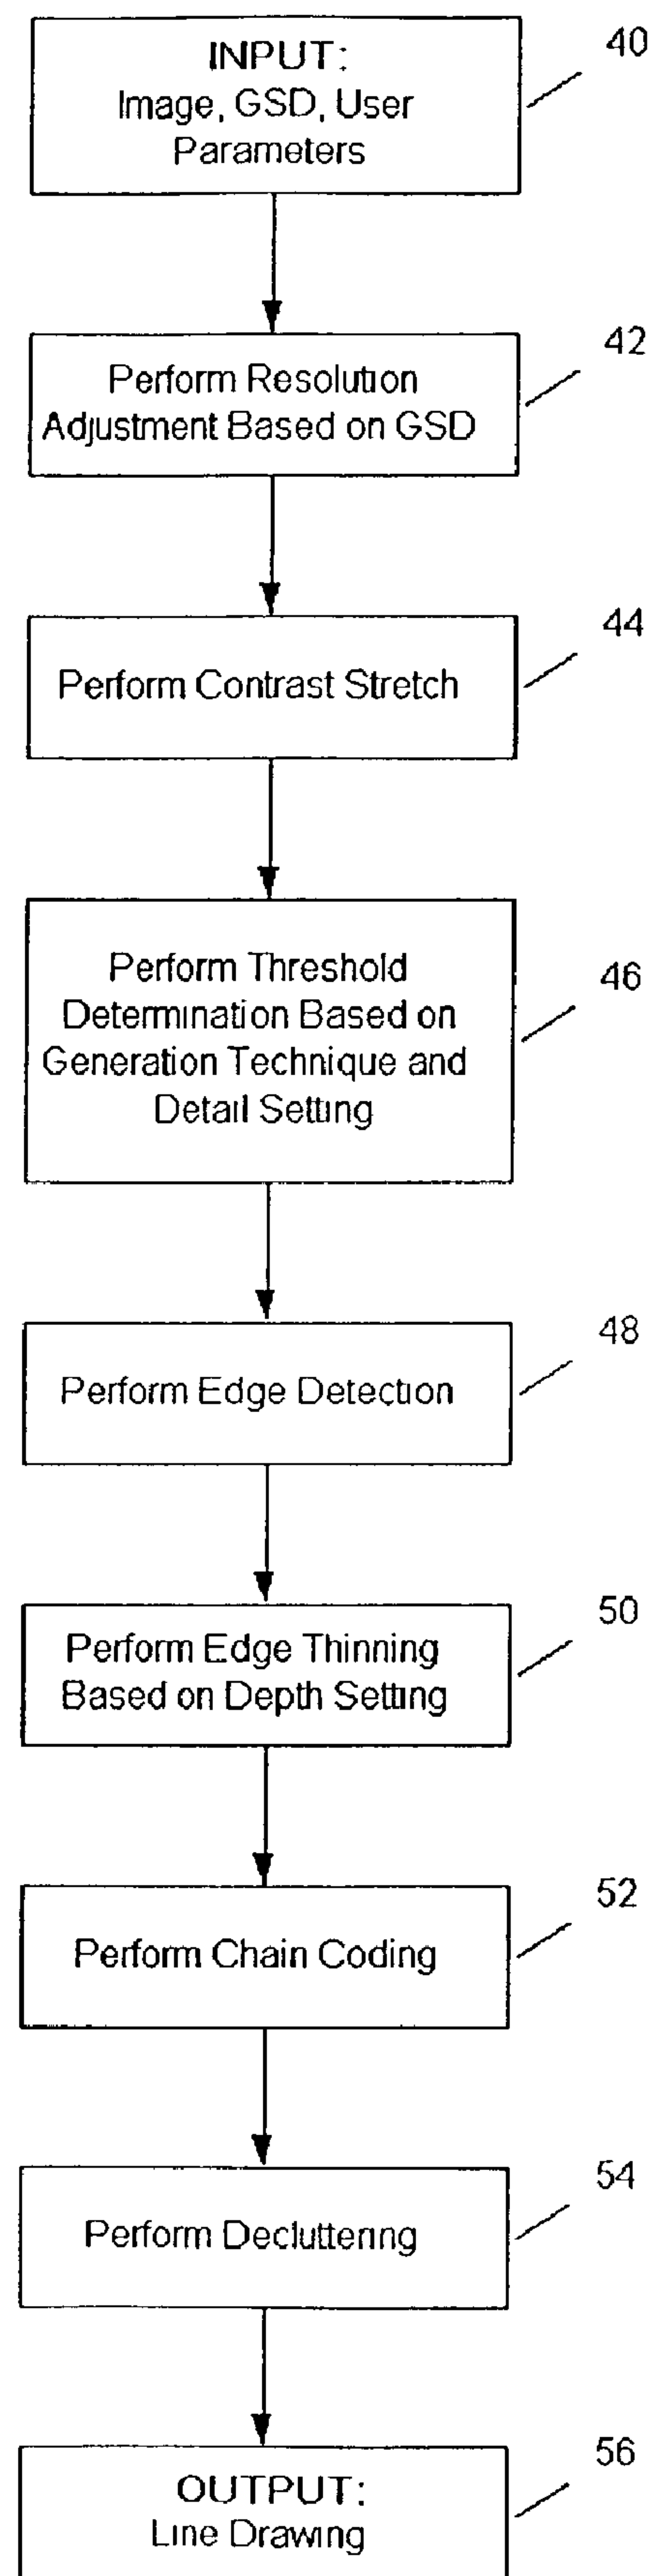 INPUT:
Image, GSD, User
Parameters
40
Perform Resolution
Adjustment Based on GSD
42
Perform Contrast Stretch
44
Perform Threshold
Determination Based on
Generation Technique and
Detail Setting
46
Perform Edge Detection
48
Perform Edge Thinning
Based on Depth Setting
50
Perform Chain Coding
52
Perform Decluttering
54
OUTPUT:
Line Drawing
56